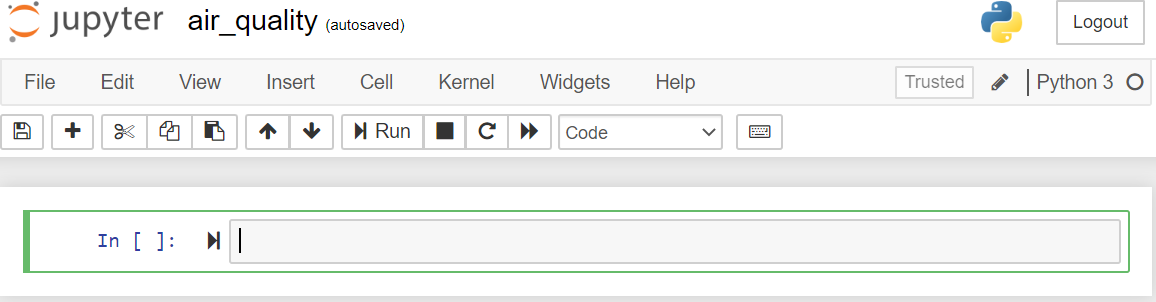 jupyter air_quality (autosaved) Logout
File Edit View Insert Cell Kernel Widgets Help Trusted Python 3
Run Code
In [ ]: